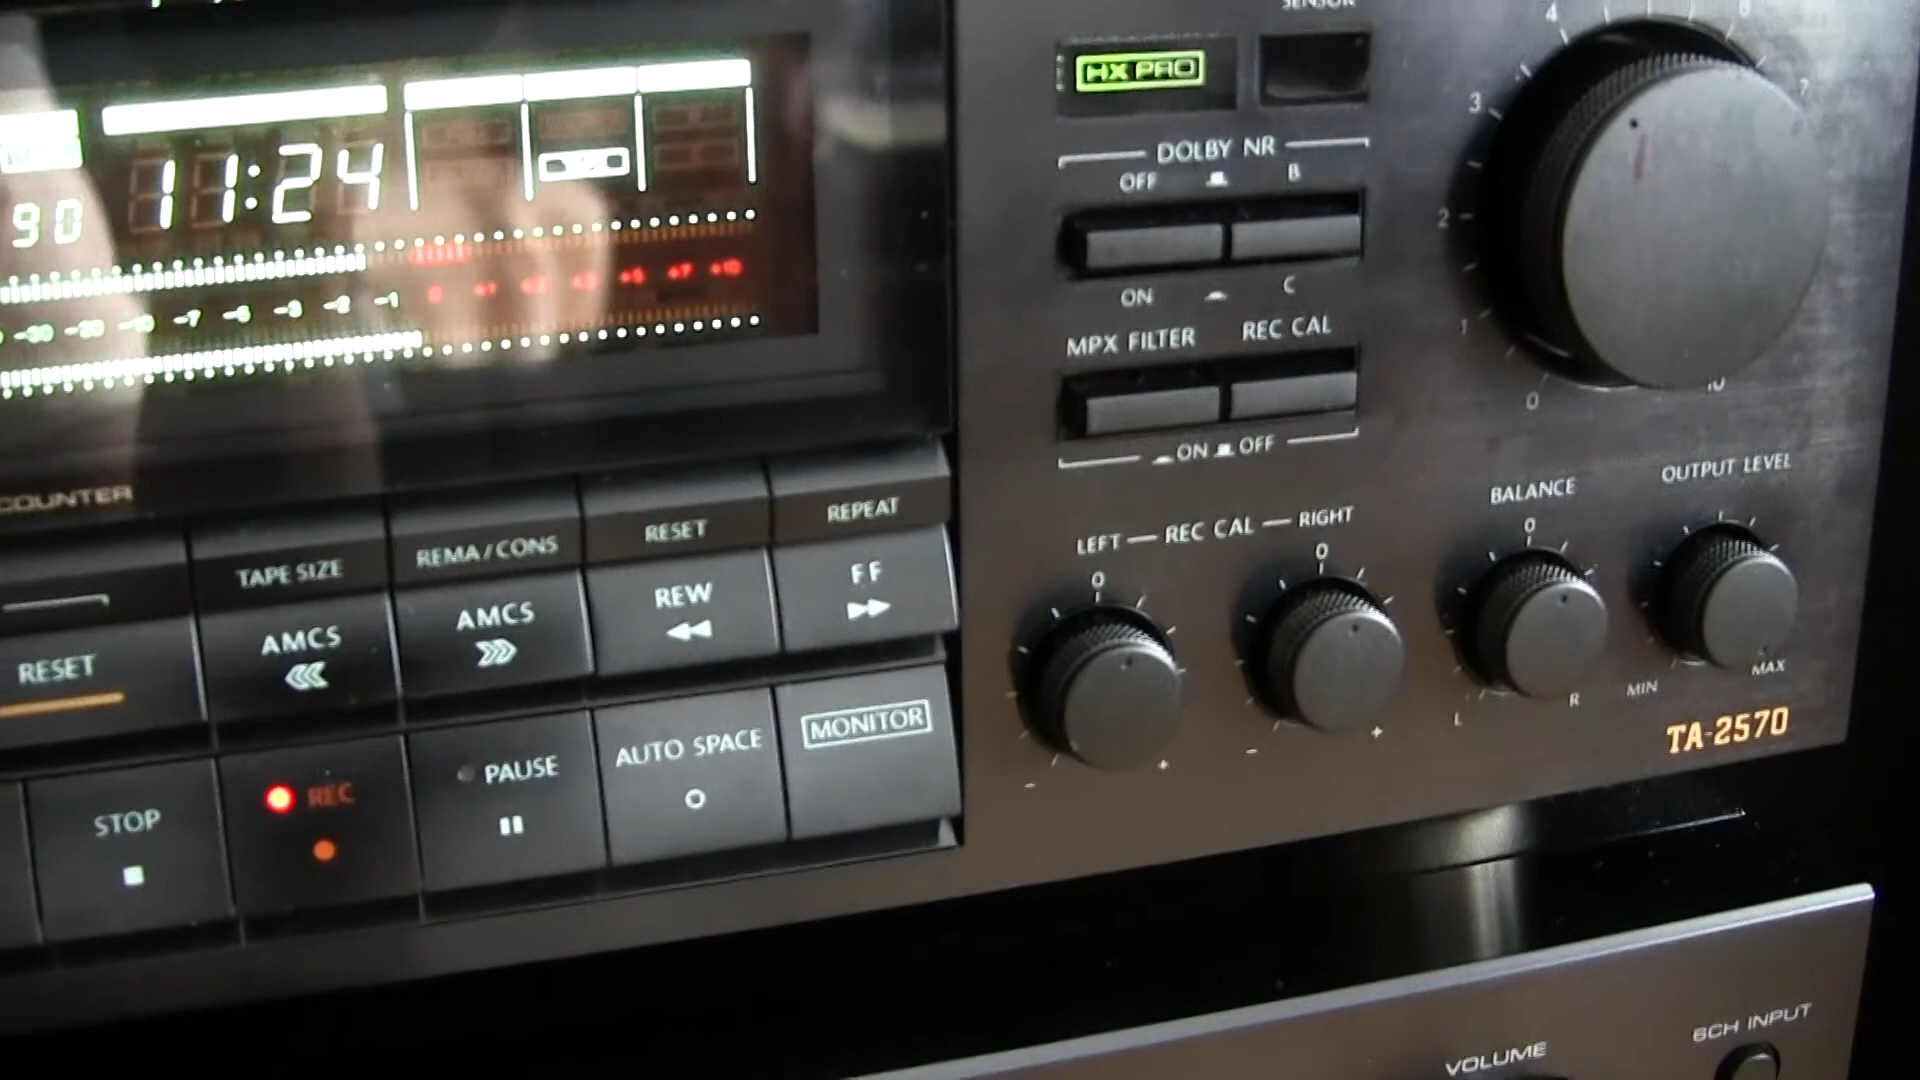 SENSOR
HX PRO
DOLBY NR
OFF B
ON C
MPX FILTER REC CAL
ON OFF
4
3
2
1
0
7
10
11:24
90
-30 -20 -10 -7 -5 -3 -2 -1
+5 +7 +10
COUNTER
TAPE SIZE
REMA/CONS
RESET
REPEAT
RESET
AMCS
AMCS
REW
FF
STOP
REC
PAUSE
AUTO SPACE
MONITOR
LEFT — REC CAL — RIGHT
0
0
- +
- +
BALANCE
0
L R
OUTPUT LEVEL
MIN MAX
TA-2570
VOLUME
6CH INPUT